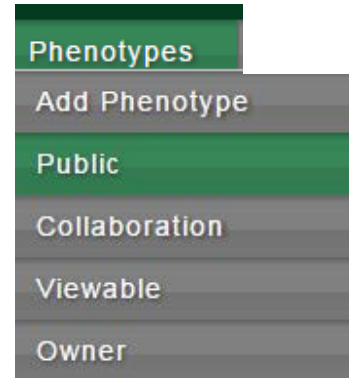 Phenotypes
Add Phenotype
Public
Collaboration
Viewable
Owner